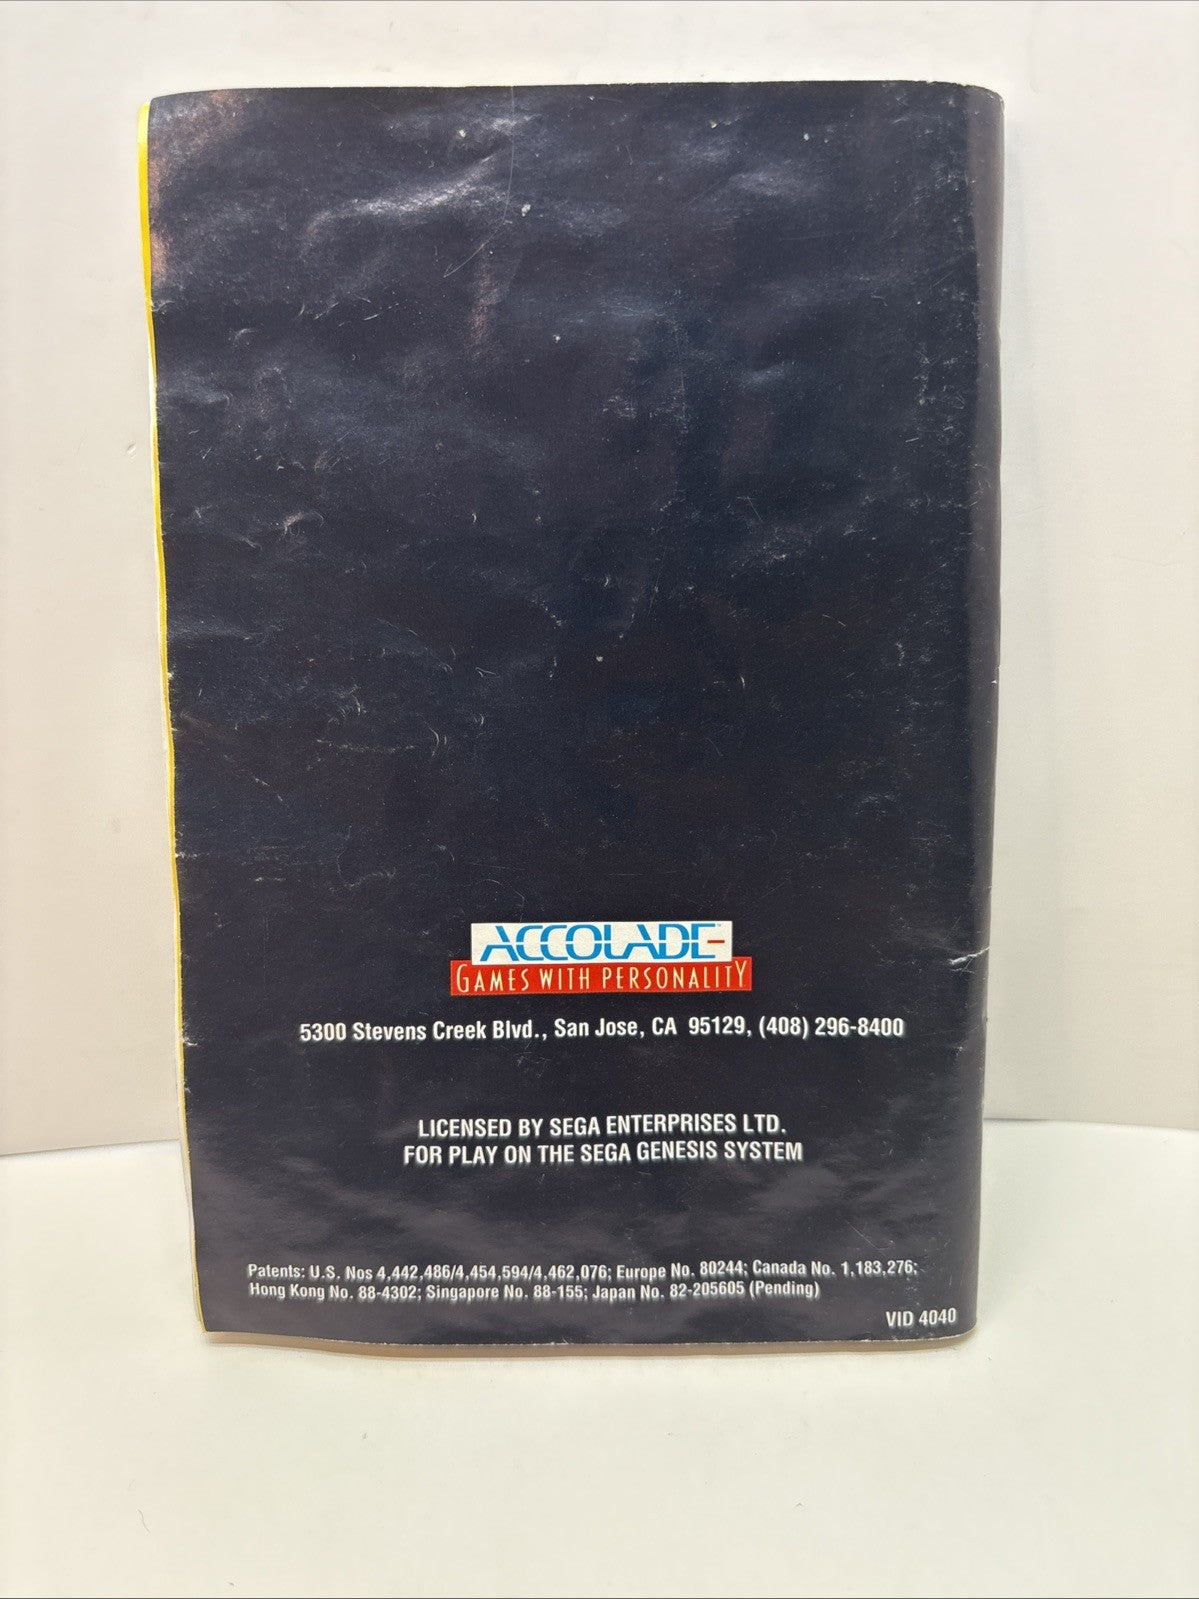 ACCOLADE™
GAMES WITH PERSONALITY
5300 Stevens Creek Blvd., San Jose, CA 95129, (408) 296-8400
LICENSED BY SEGA ENTERPRISES LTD.
FOR PLAY ON THE SEGA GENESIS SYSTEM
Patents: U.S. Nos 4,442,486/4,454,594/4,462,076; Europe No. 80244; Canada No. 1,183,276;
Hong Kong No. 88-4302; Singapore No. 88-155; Japan No. 82-205605 (Pending)
VID 4040